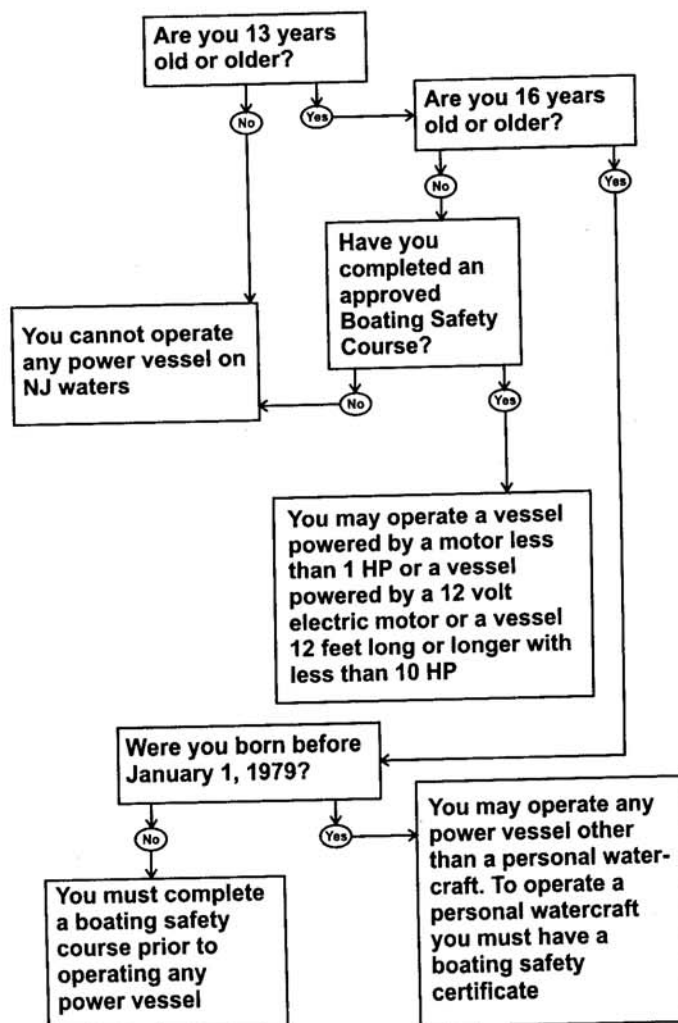 Are you 13 years
old or older?
No
Yes
Are you 16 years
old or older?
No
Yes
Have you
completed an
approved
Boating Safety
Course?
No
Yes
You cannot operate
any power vessel on
NJ waters
You may operate a vessel
powered by a motor less
than 1 HP or a vessel
powered by a 12 volt
electric motor or a vessel
12 feet long or longer with
less than 10 HP
Were you born before
January 1, 1979?
No
Yes
You must complete
a boating safety
course prior to
operating any
power vessel
You may operate any
power vessel other
than a personal water-
craft. To operate a
personal watercraft
you must have a
boating safety
certificate